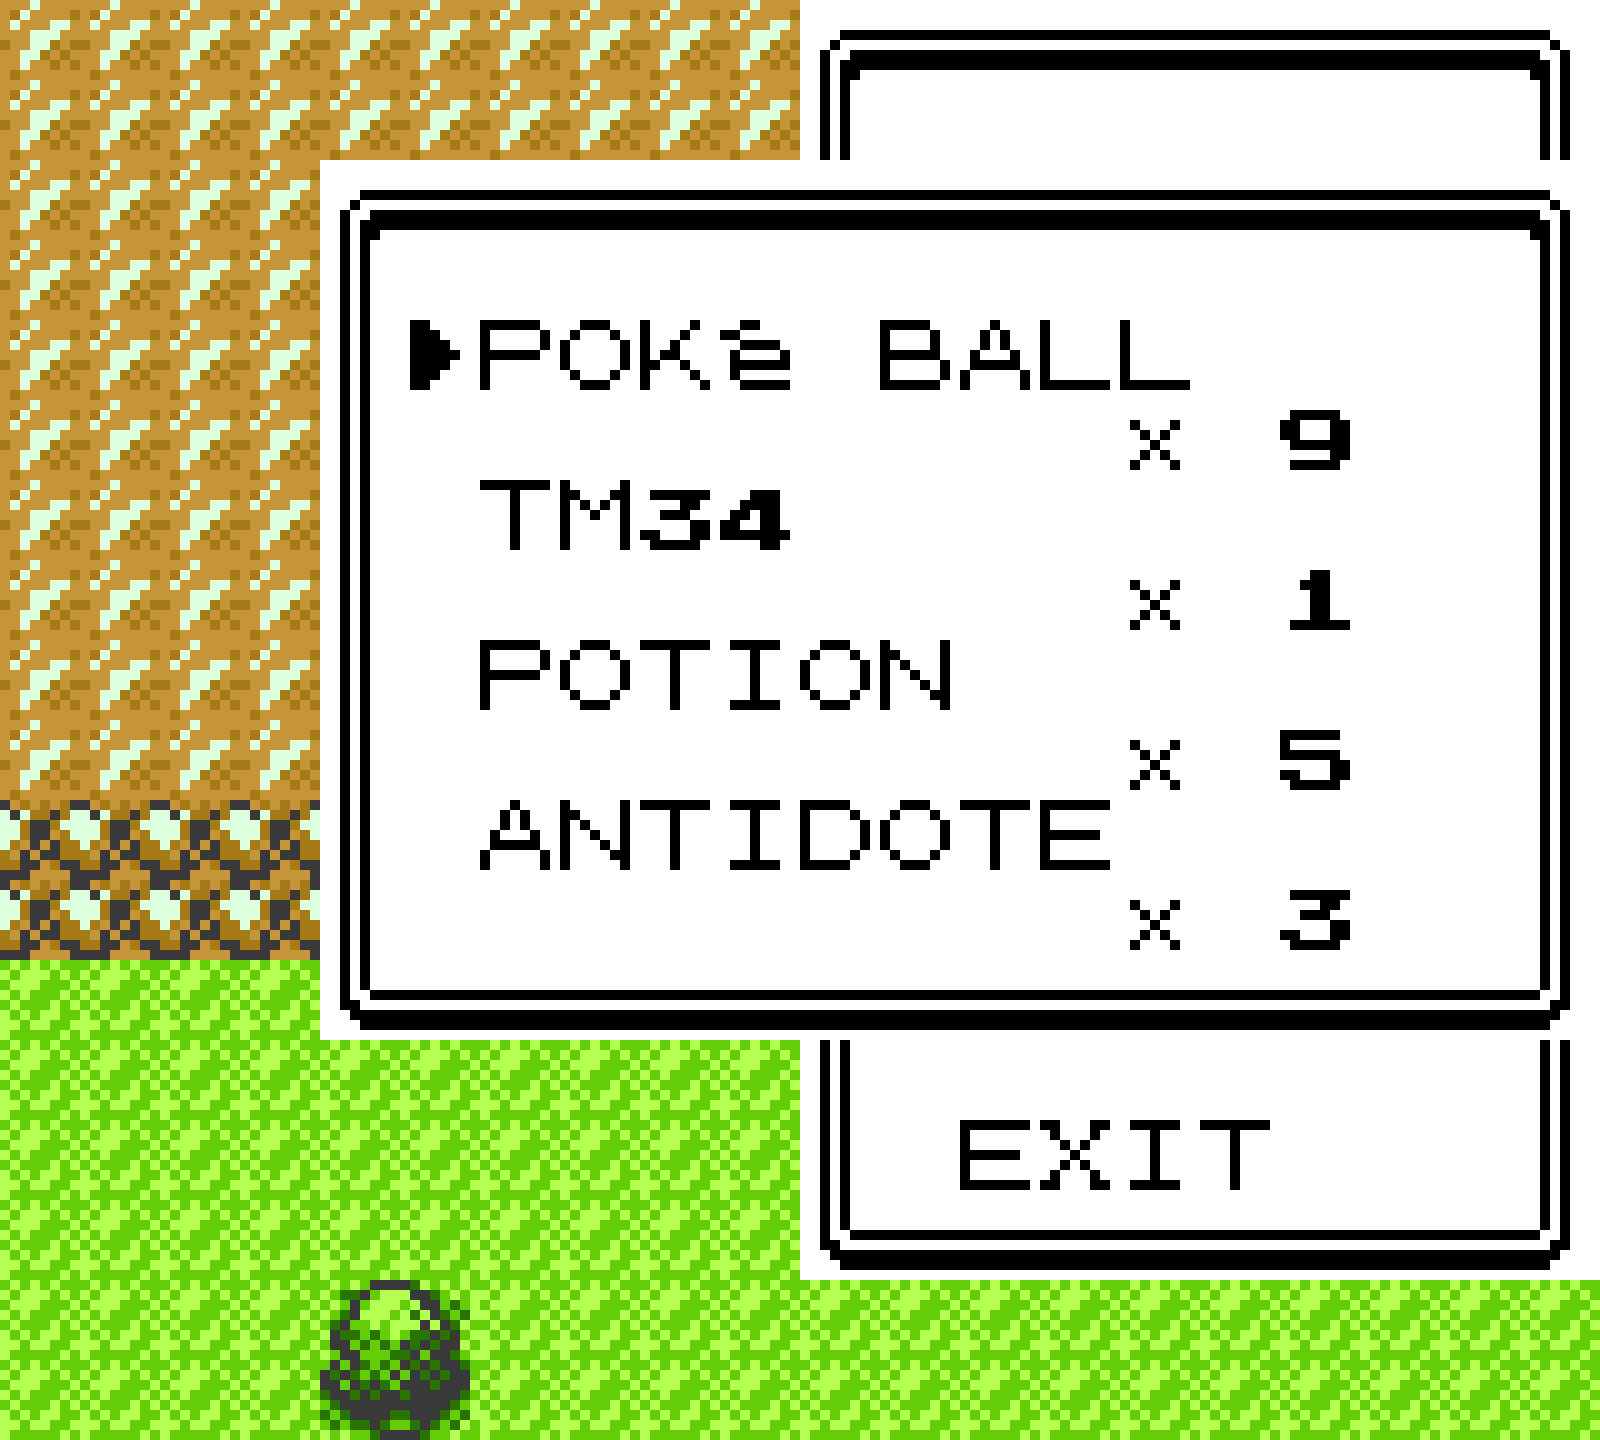 ▶POKé BALL
× 9
TM34
× 1
POTION
× 5
ANTIDOTE
× 3
EXIT